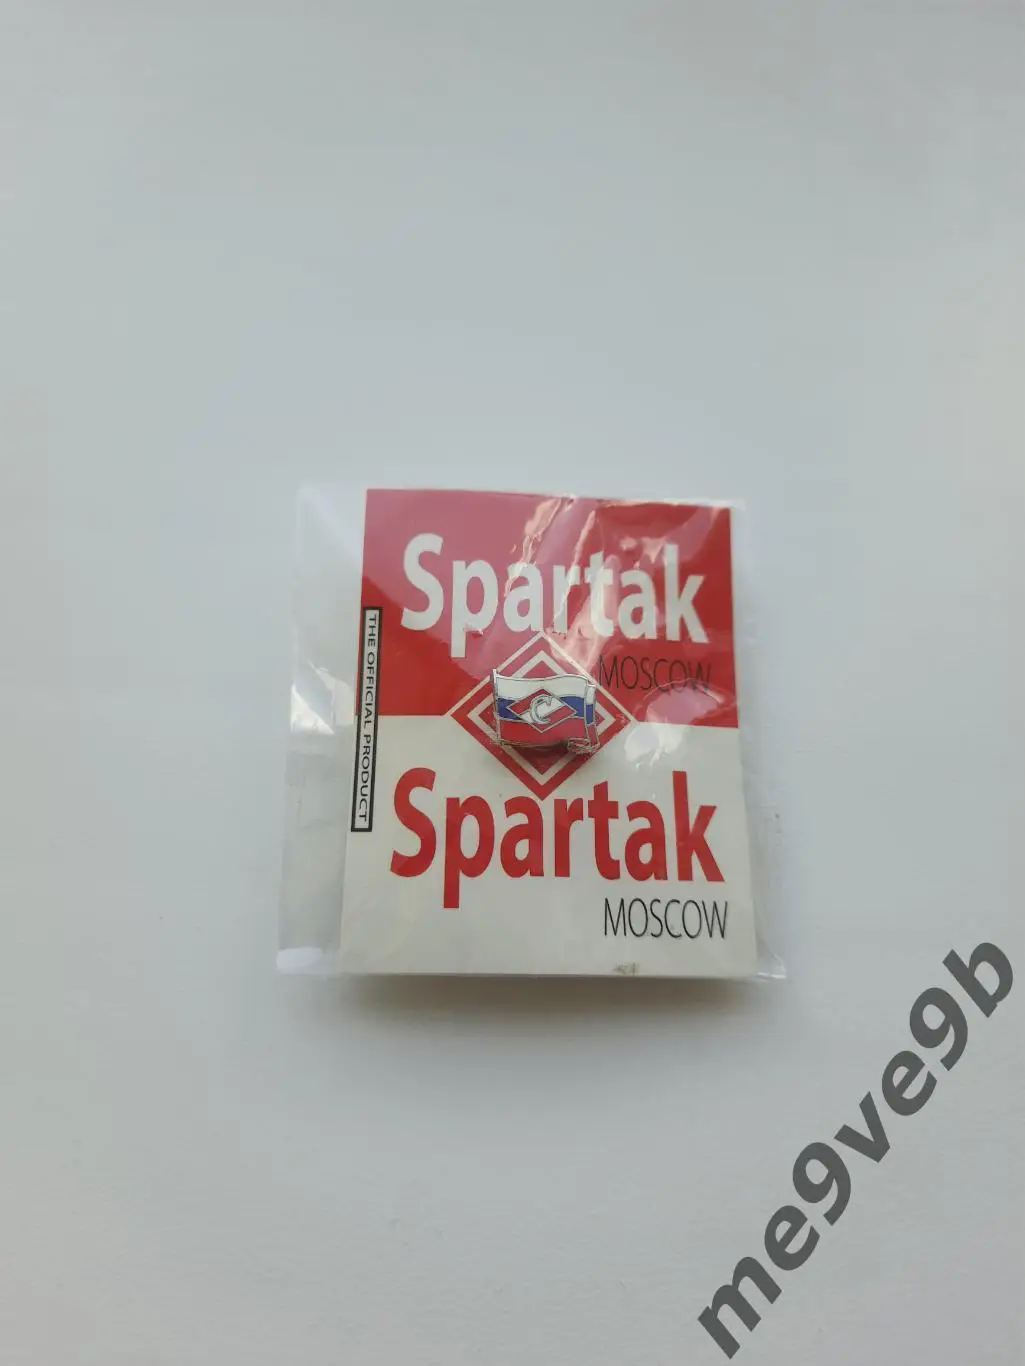 Spartak
MOSCOW
THE OFFICIAL PRODUCT
С
Spartak
MOSCOW
me9ve9b